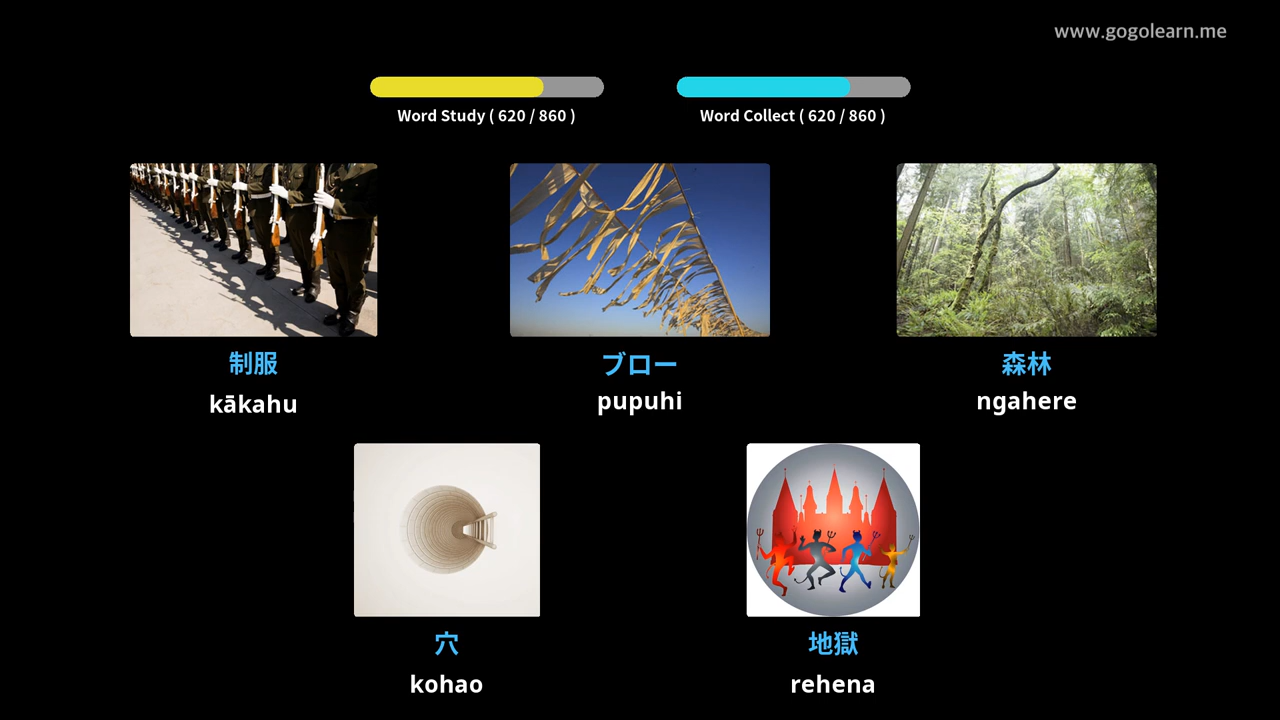 www.gogolearn.me
Word Study ( 620 / 860 )
Word Collect ( 620 / 860 )
制服
kākahu
ブロー
pupuhi
森林
ngahere
穴
kohao
地獄
rehena